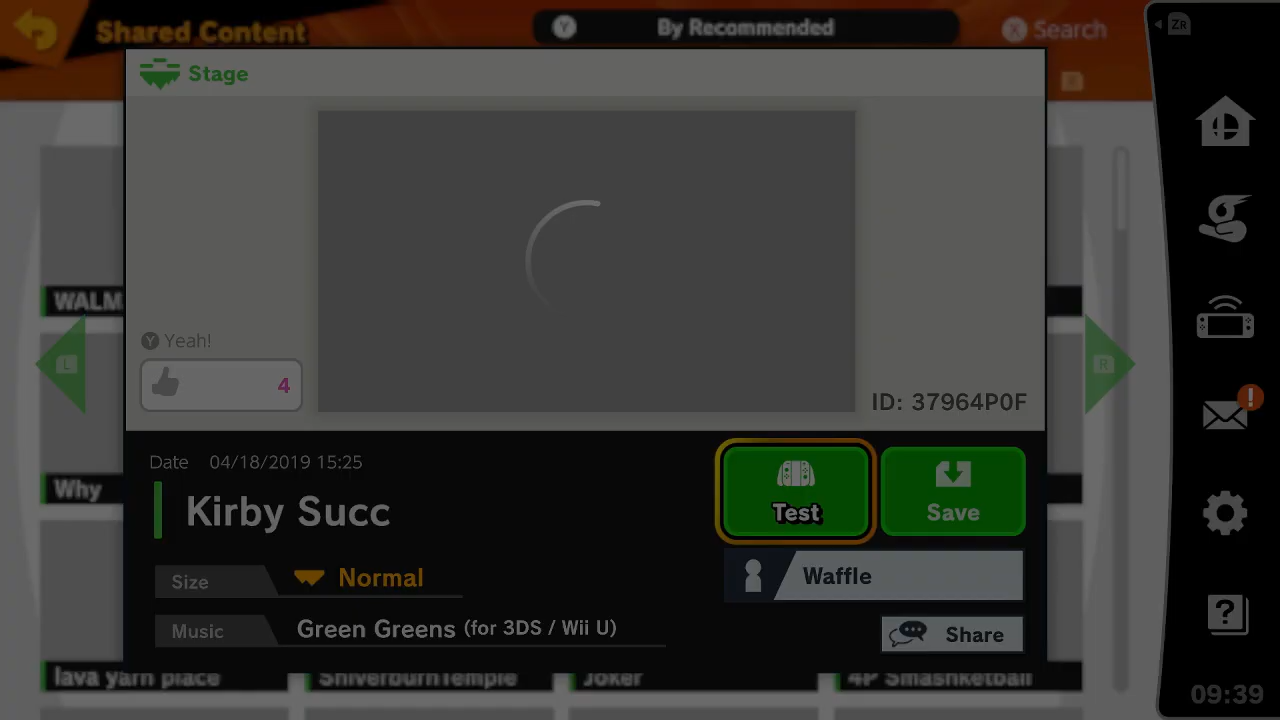 Shared Content
Y By Recommended
X Search
ZR
Stage
WALM
Y Yeah!
4
ID: 37964P0F
L
R
Date 04/18/2019 15:25
Kirby Succ
Test
Save
Why
Size Normal
Waffle
Music Green Greens (for 3DS / Wii U)
Share
lava yarn place
ShiverburnTemple
Joker
4P Smashketball
09:39